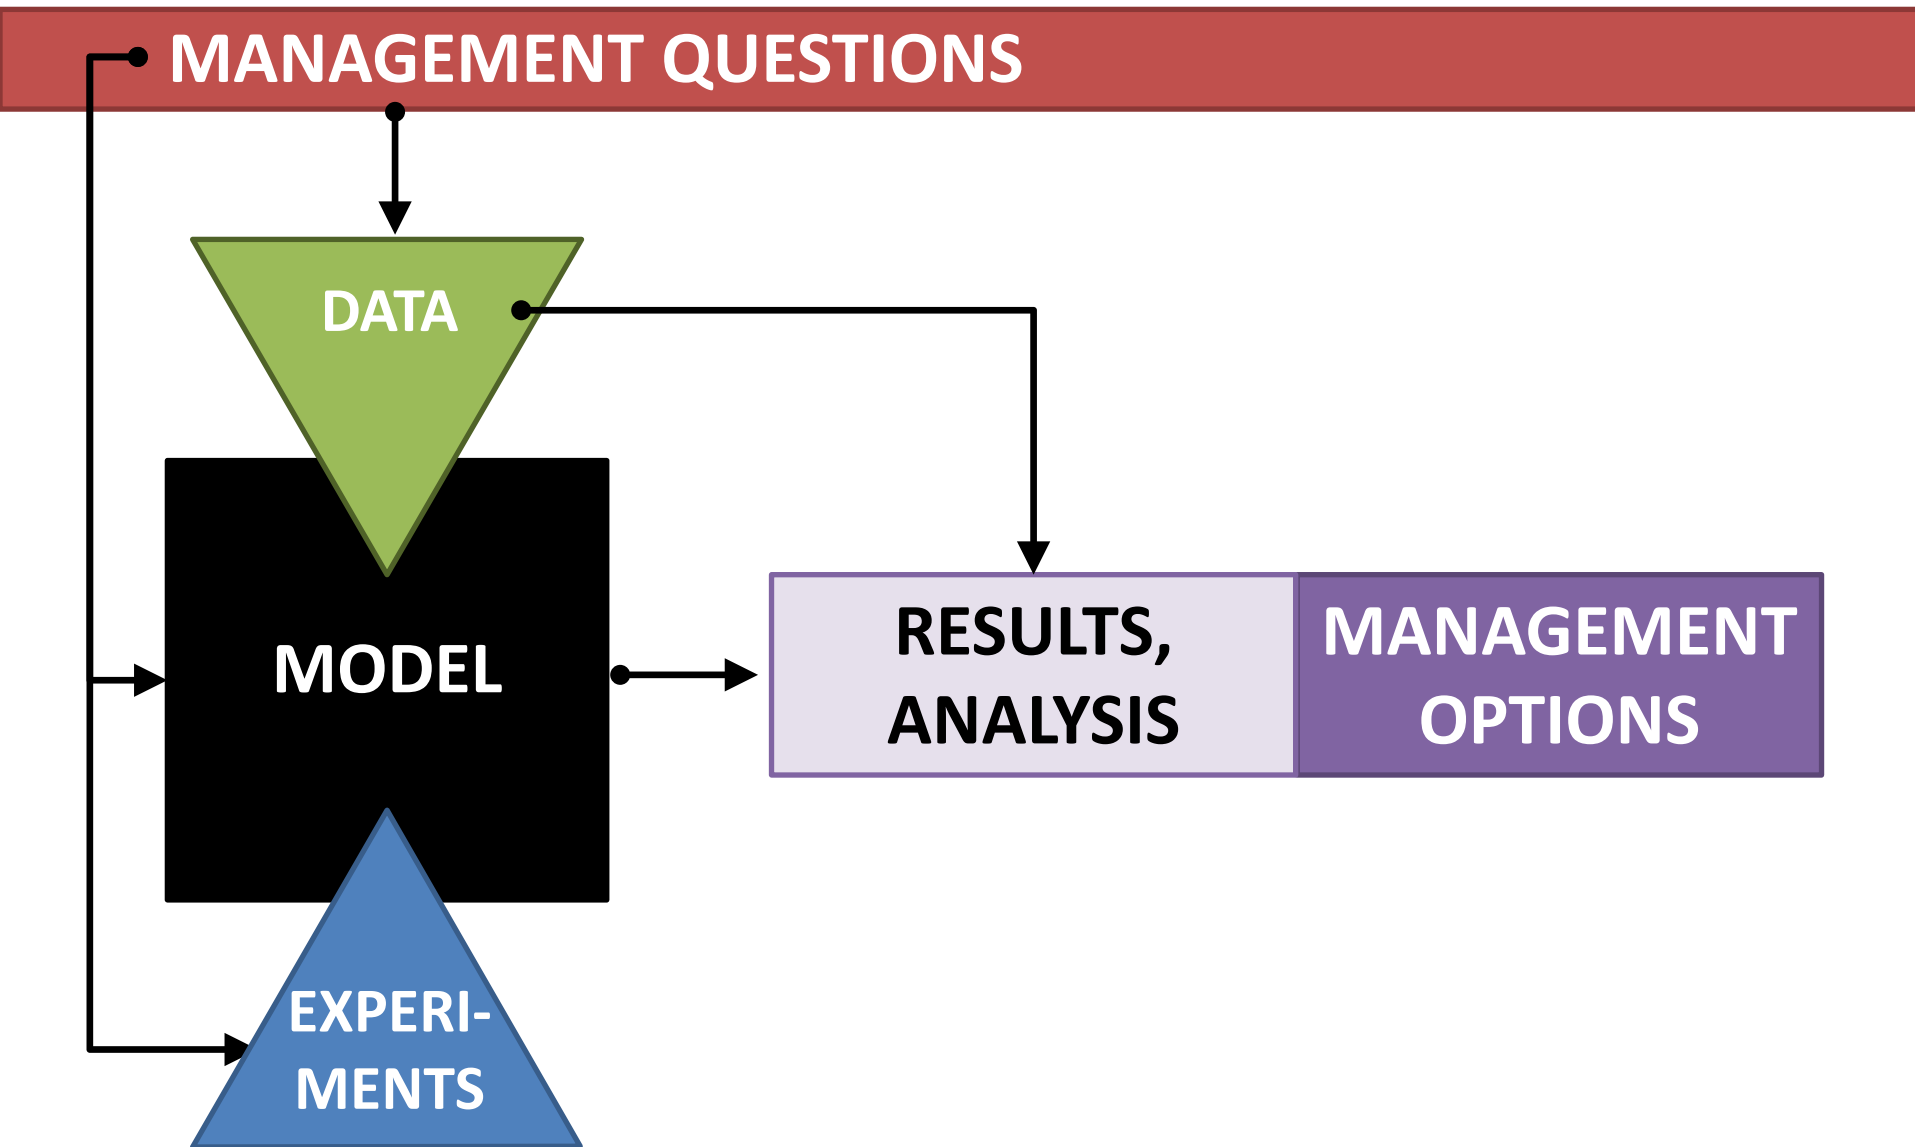 MANAGEMENT QUESTIONS
DATA
MODEL
RESULTS,
ANALYSIS
MANAGEMENT
OPTIONS
EXPERI-
MENTS